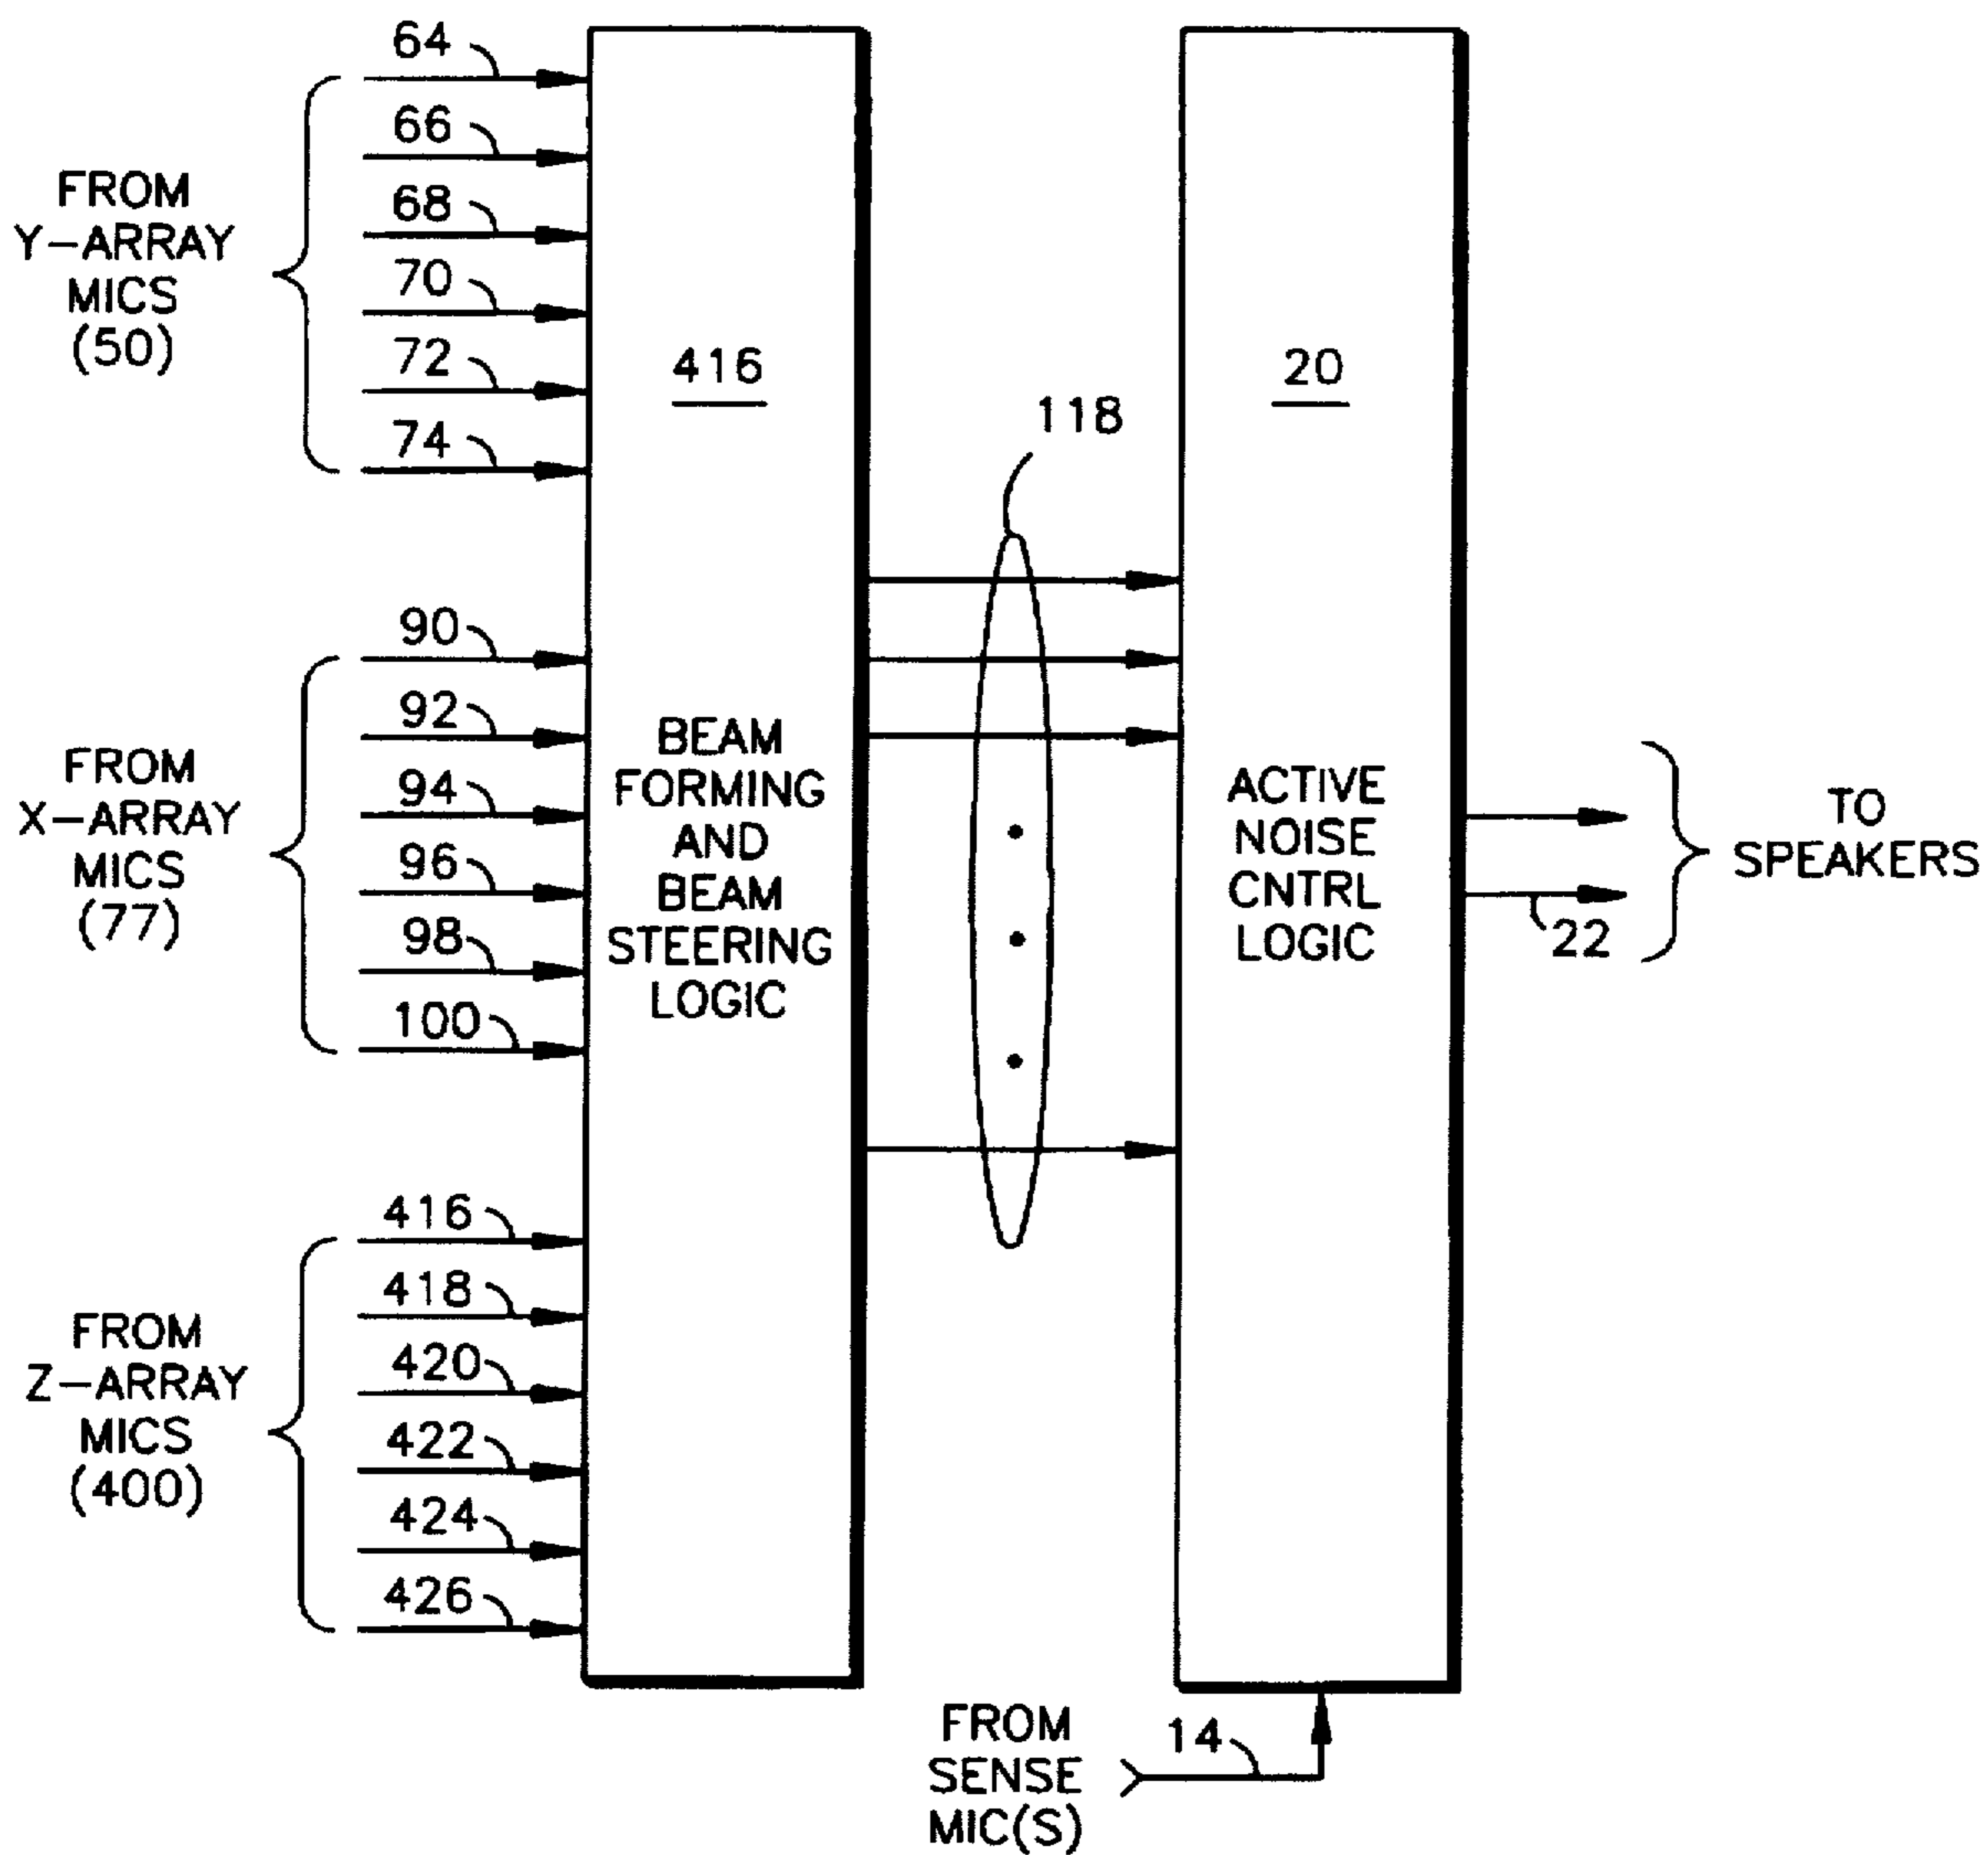 64
66
68
70
72
74
FROM
Y-ARRAY
MICS
(50)
416
20
118
90
92
94
96
98
100
FROM
X-ARRAY
MICS
(77)
BEAM
FORMING
AND
BEAM
STEERING
LOGIC
ACTIVE
NOISE
CNTRL
LOGIC
22
TO
SPEAKERS
416
418
420
422
424
426
FROM
Z-ARRAY
MICS
(400)
FROM
SENSE
MIC(S)
14